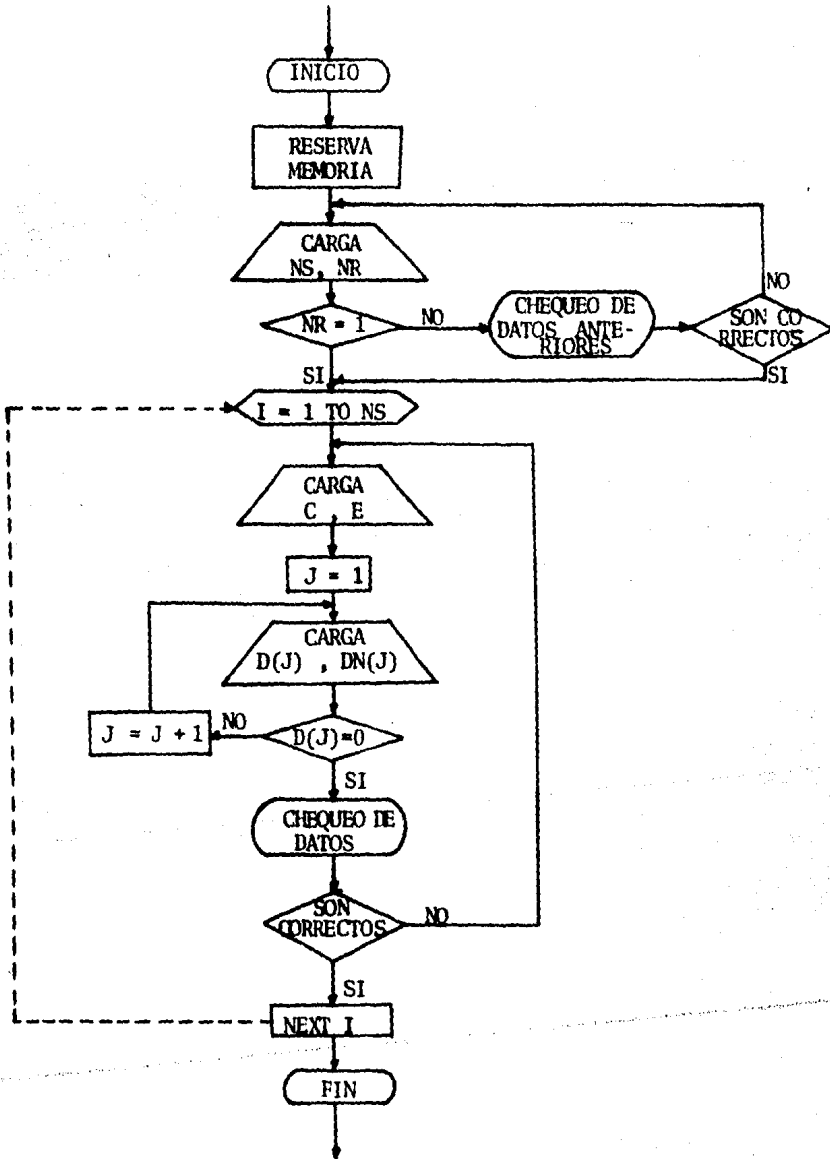 INICIO
RESERVA
MEMORIA
CARGA
NS, NR
NO
NR = 1
NO
CHEQUEO DE
DATOS ANTE-
RIORES
SON CO
RRECTOS
SI
SI
I = 1 TO NS
CARGA
C , E
J = 1
CARGA
D(J) , DN(J)
J = J + 1
NO
D(J)=0
SI
CHEQUEO DE
DATOS
SON
CORRECTOS
NO
SI
NEXT I
FIN